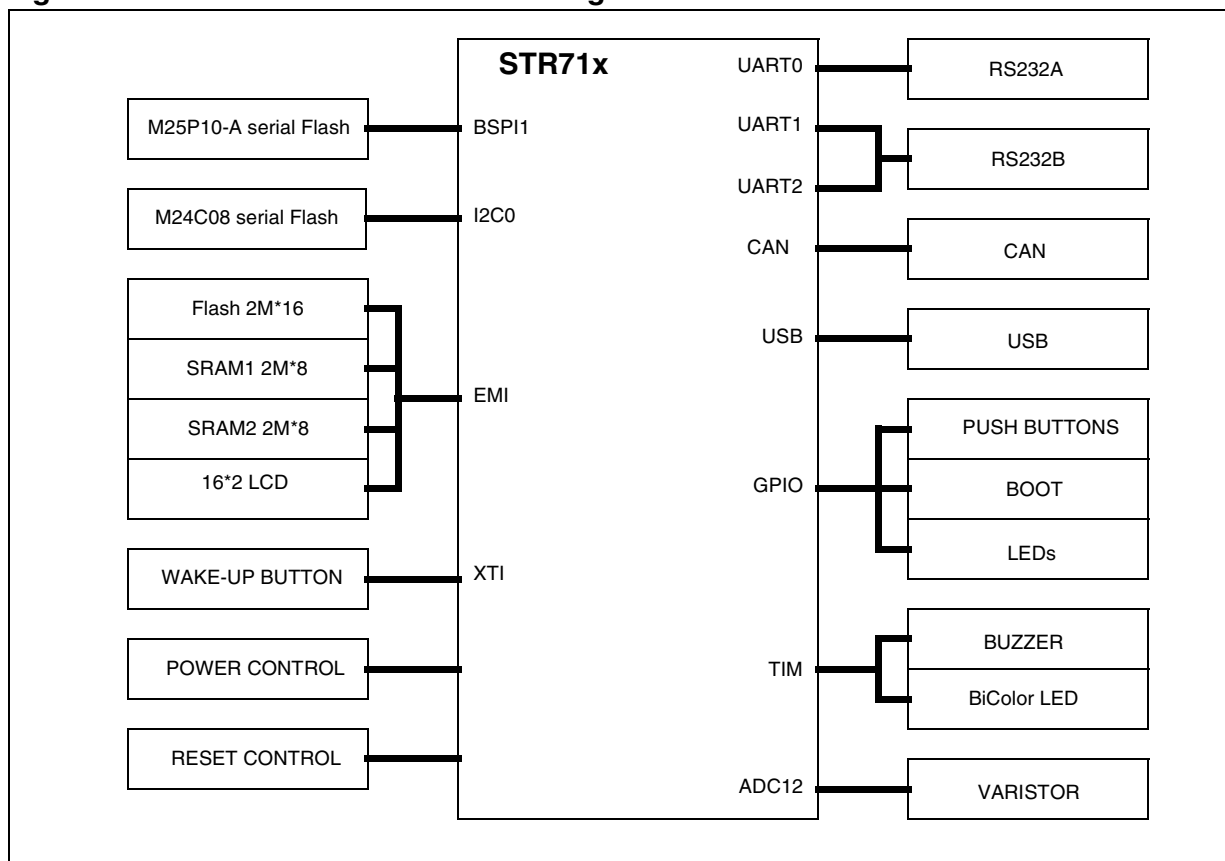 STR71x
M25P10-A serial Flash
BSPI1
M24C08 serial Flash
I2C0
Flash 2M*16
SRAM1 2M*8
SRAM2 2M*8
16*2 LCD
EMI
WAKE-UP BUTTON
XTI
POWER CONTROL
RESET CONTROL
UART0
RS232A
UART1
UART2
RS232B
CAN
CAN
USB
USB
GPIO
PUSH BUTTONS
BOOT
LEDs
TIM
BUZZER
BiColor LED
ADC12
VARISTOR